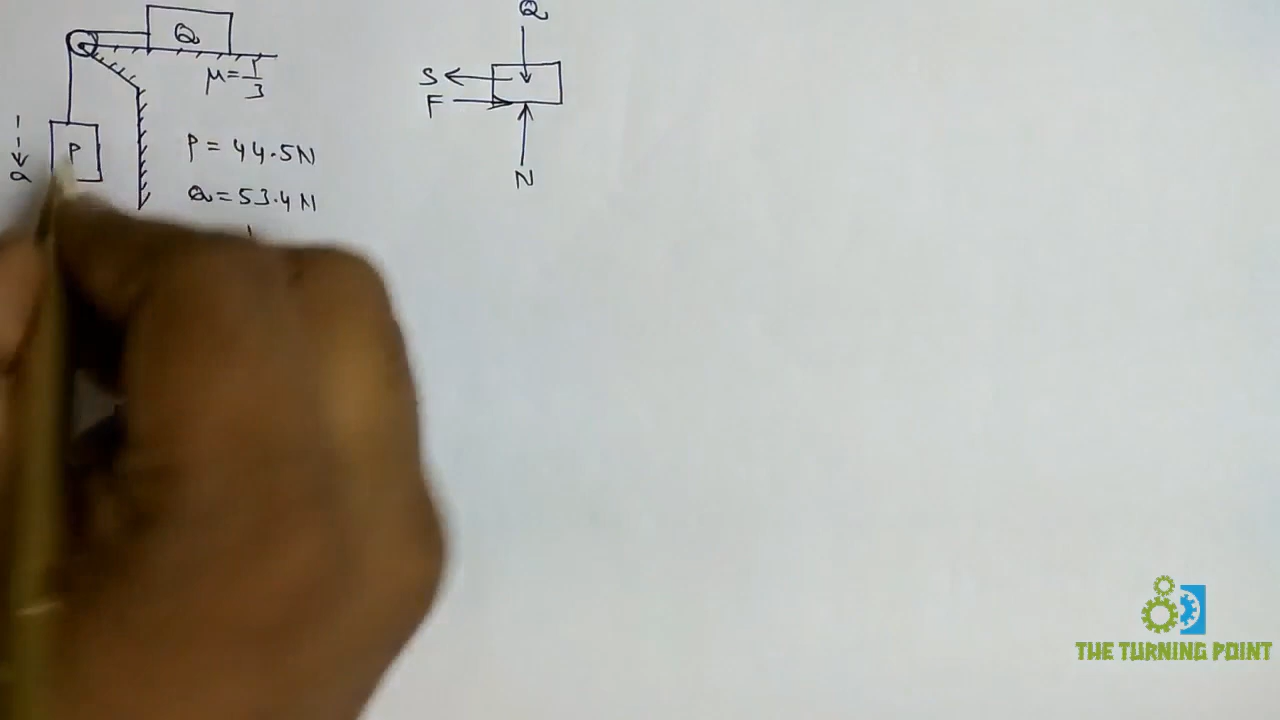 Q
μ = 1/3
P
a
P = 44.5N
Q = 53.4N
Q
S
F
N
THE TURNING POINT